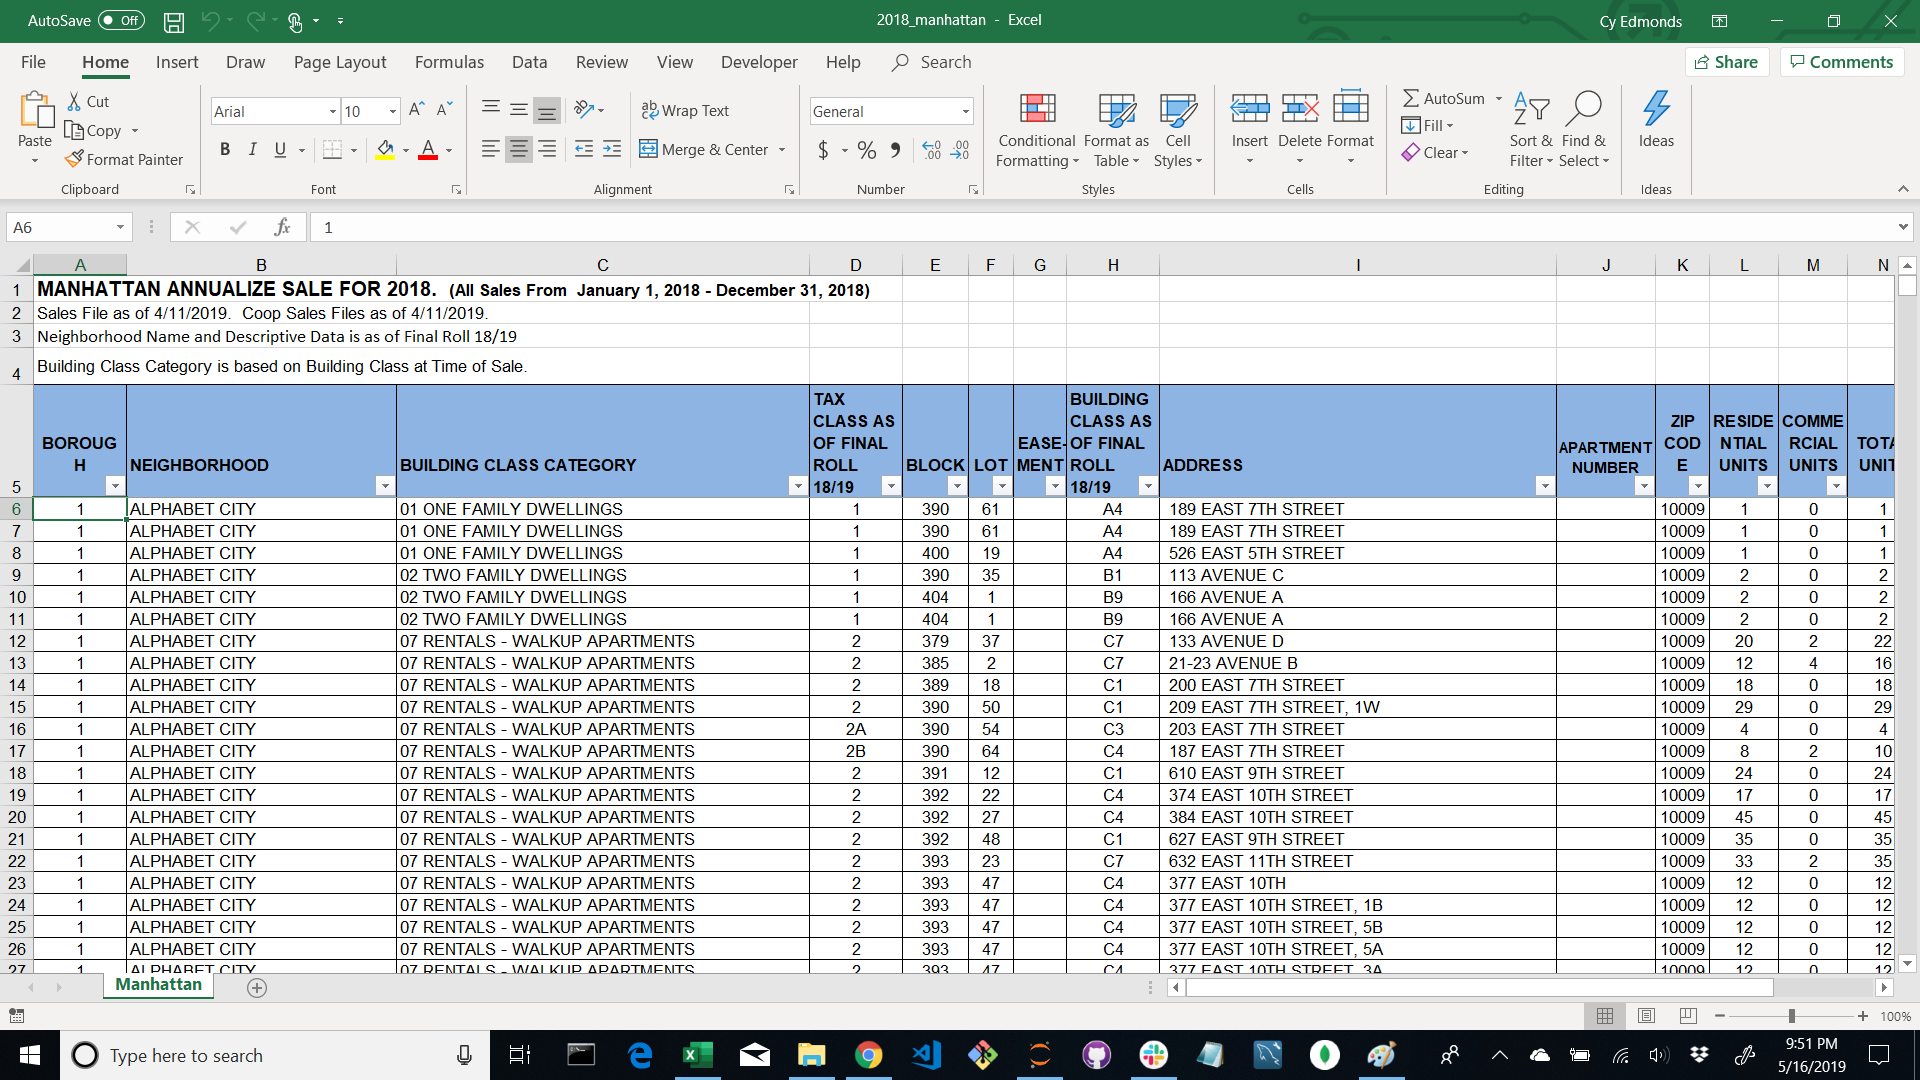 AutoSave Off 2018_manhattan - Excel Cy Edmonds
File Home Insert Draw Page Layout Formulas Data Review View Developer Help Search Share Comments
Paste Cut Copy Format Painter Clipboard
Arial 10 A A B I U A Font
ab Wrap Text Merge & Center Alignment
General $ % , Number
Conditional Formatting Format as Table Cell Styles Styles
Insert Delete Format Cells
AutoSum Fill Clear Sort & Filter Find & Select Editing
Ideas Ideas
A6 fx 1
A B C D E F G H I J K L M N
1 MANHATTAN ANNUALIZE SALE FOR 2018. (All Sales From January 1, 2018 - December 31, 2018)
2 Sales File as of 4/11/2019. Coop Sales Files as of 4/11/2019.
3 Neighborhood Name and Descriptive Data is as of Final Roll 18/19
4 Building Class Category is based on Building Class at Time of Sale.
5 BOROUGH NEIGHBORHOOD BUILDING CLASS CATEGORY TAX CLASS AS OF FINAL ROLL 18/19 BLOCK LOT EASE-MENT BUILDING CLASS AS OF FINAL ROLL 18/19 ADDRESS APARTMENT NUMBER ZIP CODE RESIDENTIAL UNITS COMMERCIAL UNITS TOTA UNIT
6 1 ALPHABET CITY 01 ONE FAMILY DWELLINGS 1 390 61 A4 189 EAST 7TH STREET 10009 1 0 1
7 1 ALPHABET CITY 01 ONE FAMILY DWELLINGS 1 390 61 A4 189 EAST 7TH STREET 10009 1 0 1
8 1 ALPHABET CITY 01 ONE FAMILY DWELLINGS 1 400 19 A4 526 EAST 5TH STREET 10009 1 0 1
9 1 ALPHABET CITY 02 TWO FAMILY DWELLINGS 1 390 35 B1 113 AVENUE C 10009 2 0 2
10 1 ALPHABET CITY 02 TWO FAMILY DWELLINGS 1 404 1 B9 166 AVENUE A 10009 2 0 2
11 1 ALPHABET CITY 02 TWO FAMILY DWELLINGS 1 404 1 B9 166 AVENUE A 10009 2 0 2
12 1 ALPHABET CITY 07 RENTALS - WALKUP APARTMENTS 2 379 37 C7 133 AVENUE D 10009 20 2 22
13 1 ALPHABET CITY 07 RENTALS - WALKUP APARTMENTS 2 385 2 C7 21-23 AVENUE B 10009 12 4 16
14 1 ALPHABET CITY 07 RENTALS - WALKUP APARTMENTS 2 389 18 C1 200 EAST 7TH STREET 10009 18 0 18
15 1 ALPHABET CITY 07 RENTALS - WALKUP APARTMENTS 2 390 50 C1 209 EAST 7TH STREET, 1W 10009 29 0 29
16 1 ALPHABET CITY 07 RENTALS - WALKUP APARTMENTS 2A 390 54 C3 203 EAST 7TH STREET 10009 4 0 4
17 1 ALPHABET CITY 07 RENTALS - WALKUP APARTMENTS 2B 390 64 C4 187 EAST 7TH STREET 10009 8 2 10
18 1 ALPHABET CITY 07 RENTALS - WALKUP APARTMENTS 2 391 12 C1 610 EAST 9TH STREET 10009 24 0 24
19 1 ALPHABET CITY 07 RENTALS - WALKUP APARTMENTS 2 392 22 C4 374 EAST 10TH STREET 10009 17 0 17
20 1 ALPHABET CITY 07 RENTALS - WALKUP APARTMENTS 2 392 27 C4 384 EAST 10TH STREET 10009 45 0 45
21 1 ALPHABET CITY 07 RENTALS - WALKUP APARTMENTS 2 392 48 C1 627 EAST 9TH STREET 10009 35 0 35
22 1 ALPHABET CITY 07 RENTALS - WALKUP APARTMENTS 2 393 23 C7 632 EAST 11TH STREET 10009 33 2 35
23 1 ALPHABET CITY 07 RENTALS - WALKUP APARTMENTS 2 393 47 C4 377 EAST 10TH 10009 12 0 12
24 1 ALPHABET CITY 07 RENTALS - WALKUP APARTMENTS 2 393 47 C4 377 EAST 10TH STREET, 1B 10009 12 0 12
25 1 ALPHABET CITY 07 RENTALS - WALKUP APARTMENTS 2 393 47 C4 377 EAST 10TH STREET, 5B 10009 12 0 12
26 1 ALPHABET CITY 07 RENTALS - WALKUP APARTMENTS 2 393 47 C4 377 EAST 10TH STREET, 5A 10009 12 0 12
27 1 ALPHABET CITY 07 RENTALS - WALKUP APARTMENTS 2 393 47 C4 377 EAST 10TH STREET, 3A 10009 12 0 12
Manhattan
100%
Type here to search
9:51 PM
5/16/2019